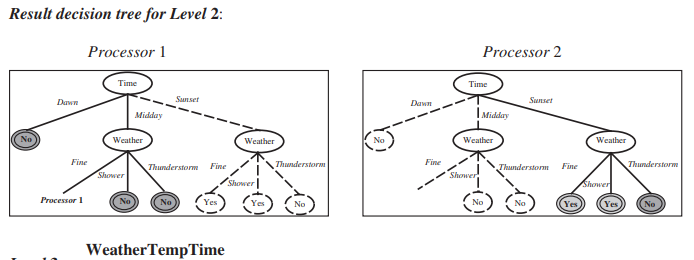 Result decision tree for Level 2:
Processor 1 Processor 2
Time Time
Dawn Sunset Dawn Sunset
Midday Midday
No Weather Weather No Weather Weather
Fine Thunderstorm Fine Thunderstorm Fine Thunderstorm Fine Thunderstorm
Shower Shower Shower Shower
Processor 1 No No Yes Yes No No No Yes Yes No
WeatherTempTime